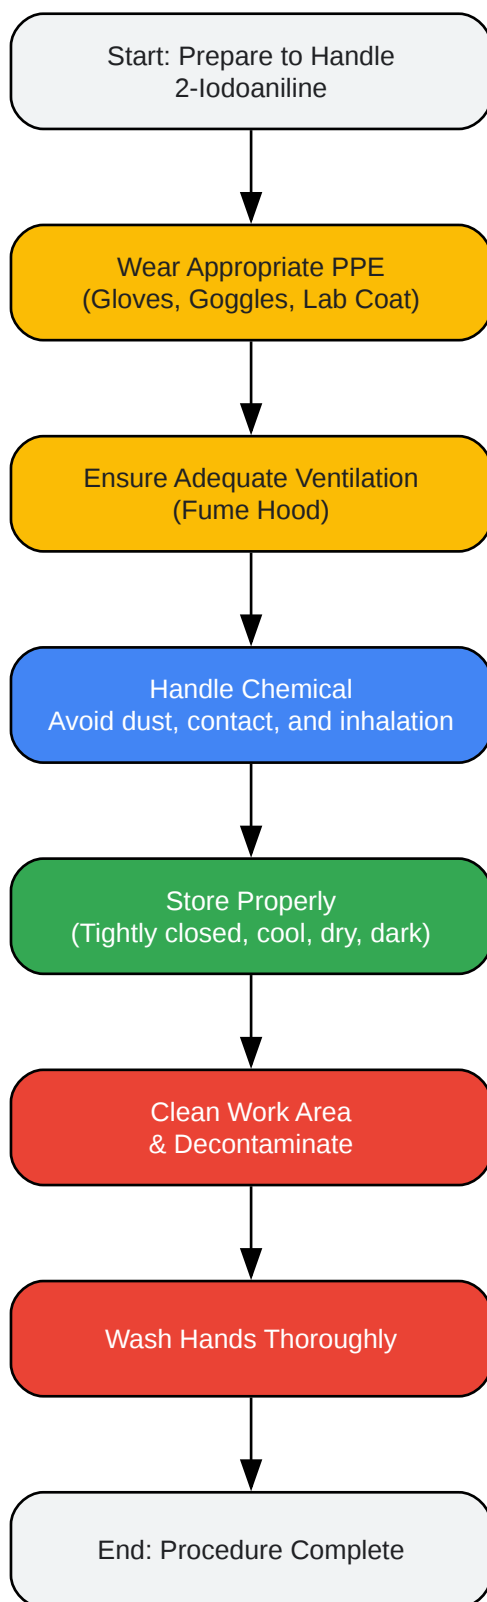 Start: Prepare to Handle
2-Iodoaniline
Wear Appropriate PPE
(Gloves, Goggles, Lab Coat)
Ensure Adequate Ventilation
(Fume Hood)
Handle Chemical
Avoid dust, contact, and inhalation
Store Properly
(Tightly closed, cool, dry, dark)
Clean Work Area
& Decontaminate
Wash Hands Thoroughly
End: Procedure Complete